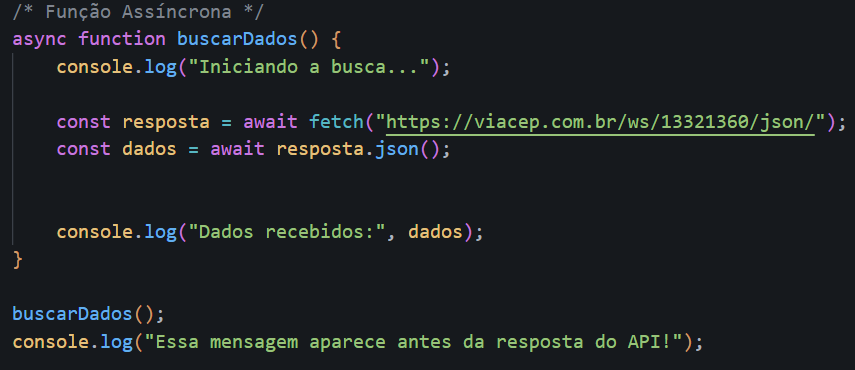 /* Função Assíncrona */
async function buscarDados() {
    console.log("Iniciando a busca...");
    const resposta = await fetch("https://viacep.com.br/ws/13321360/json/");
    const dados = await resposta.json();
    console.log("Dados recebidos:", dados);
}
buscarDados();
console.log("Essa mensagem aparece antes da resposta do API!");